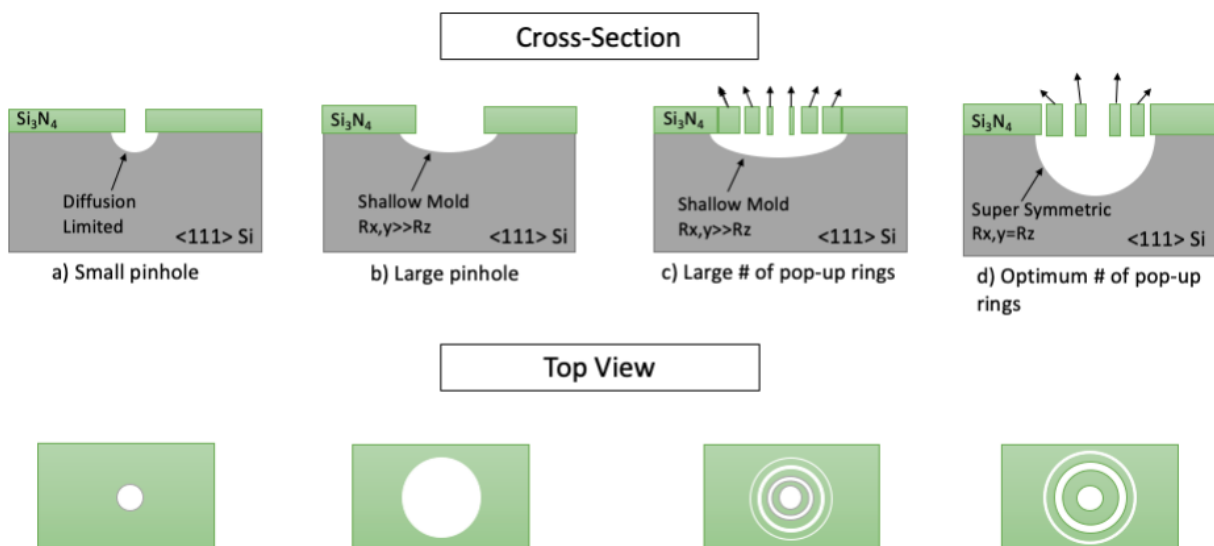 Cross-Section
Si₃N₄
Diffusion
Limited
<111> Si
a) Small pinhole
Si₃N₄
Shallow Mold
Rx,y>>Rz
<111> Si
b) Large pinhole
Si₃N₄
Shallow Mold
Rx,y>>Rz
<111> Si
c) Large # of pop-up rings
Si₃N₄
Super Symmetric
Rx,y=Rz
<111> Si
d) Optimum # of pop-up
rings
Top View